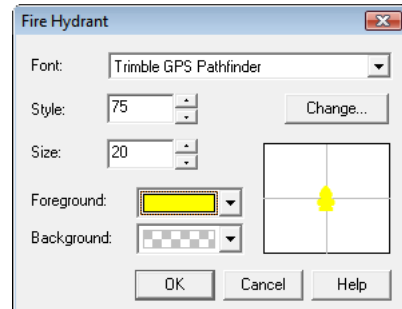 Fire Hydrant
Font: Trimble GPS Pathfinder
Style: 75 Change...
Size: 20
Foreground:
Background:
OK Cancel Help